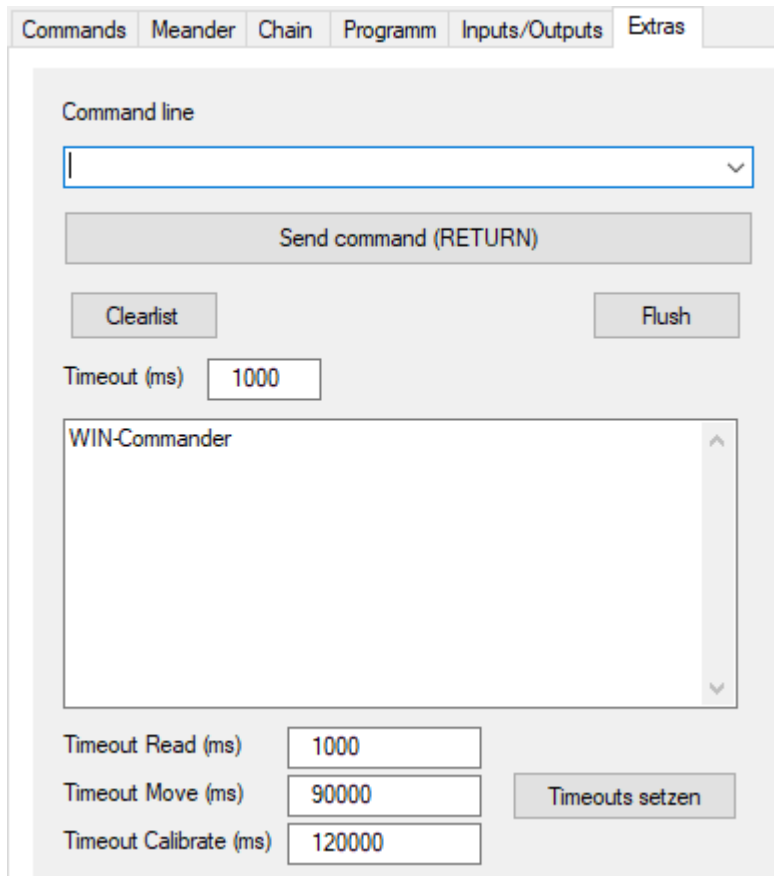 Commands Meander Chain Programm Inputs/Outputs Extras
Command line
Send command (RETURN)
Clearlist Flush
Timeout (ms) 1000
WIN-Commander
Timeout Read (ms) 1000
Timeout Move (ms) 90000 Timeouts setzen
Timeout Calibrate (ms) 120000